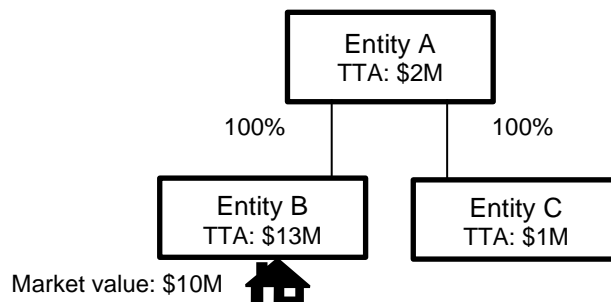 Entity A
TTA: $2M
100%
100%
Entity B
TTA: $13M
Entity C
TTA: $1M
Market value: $10M